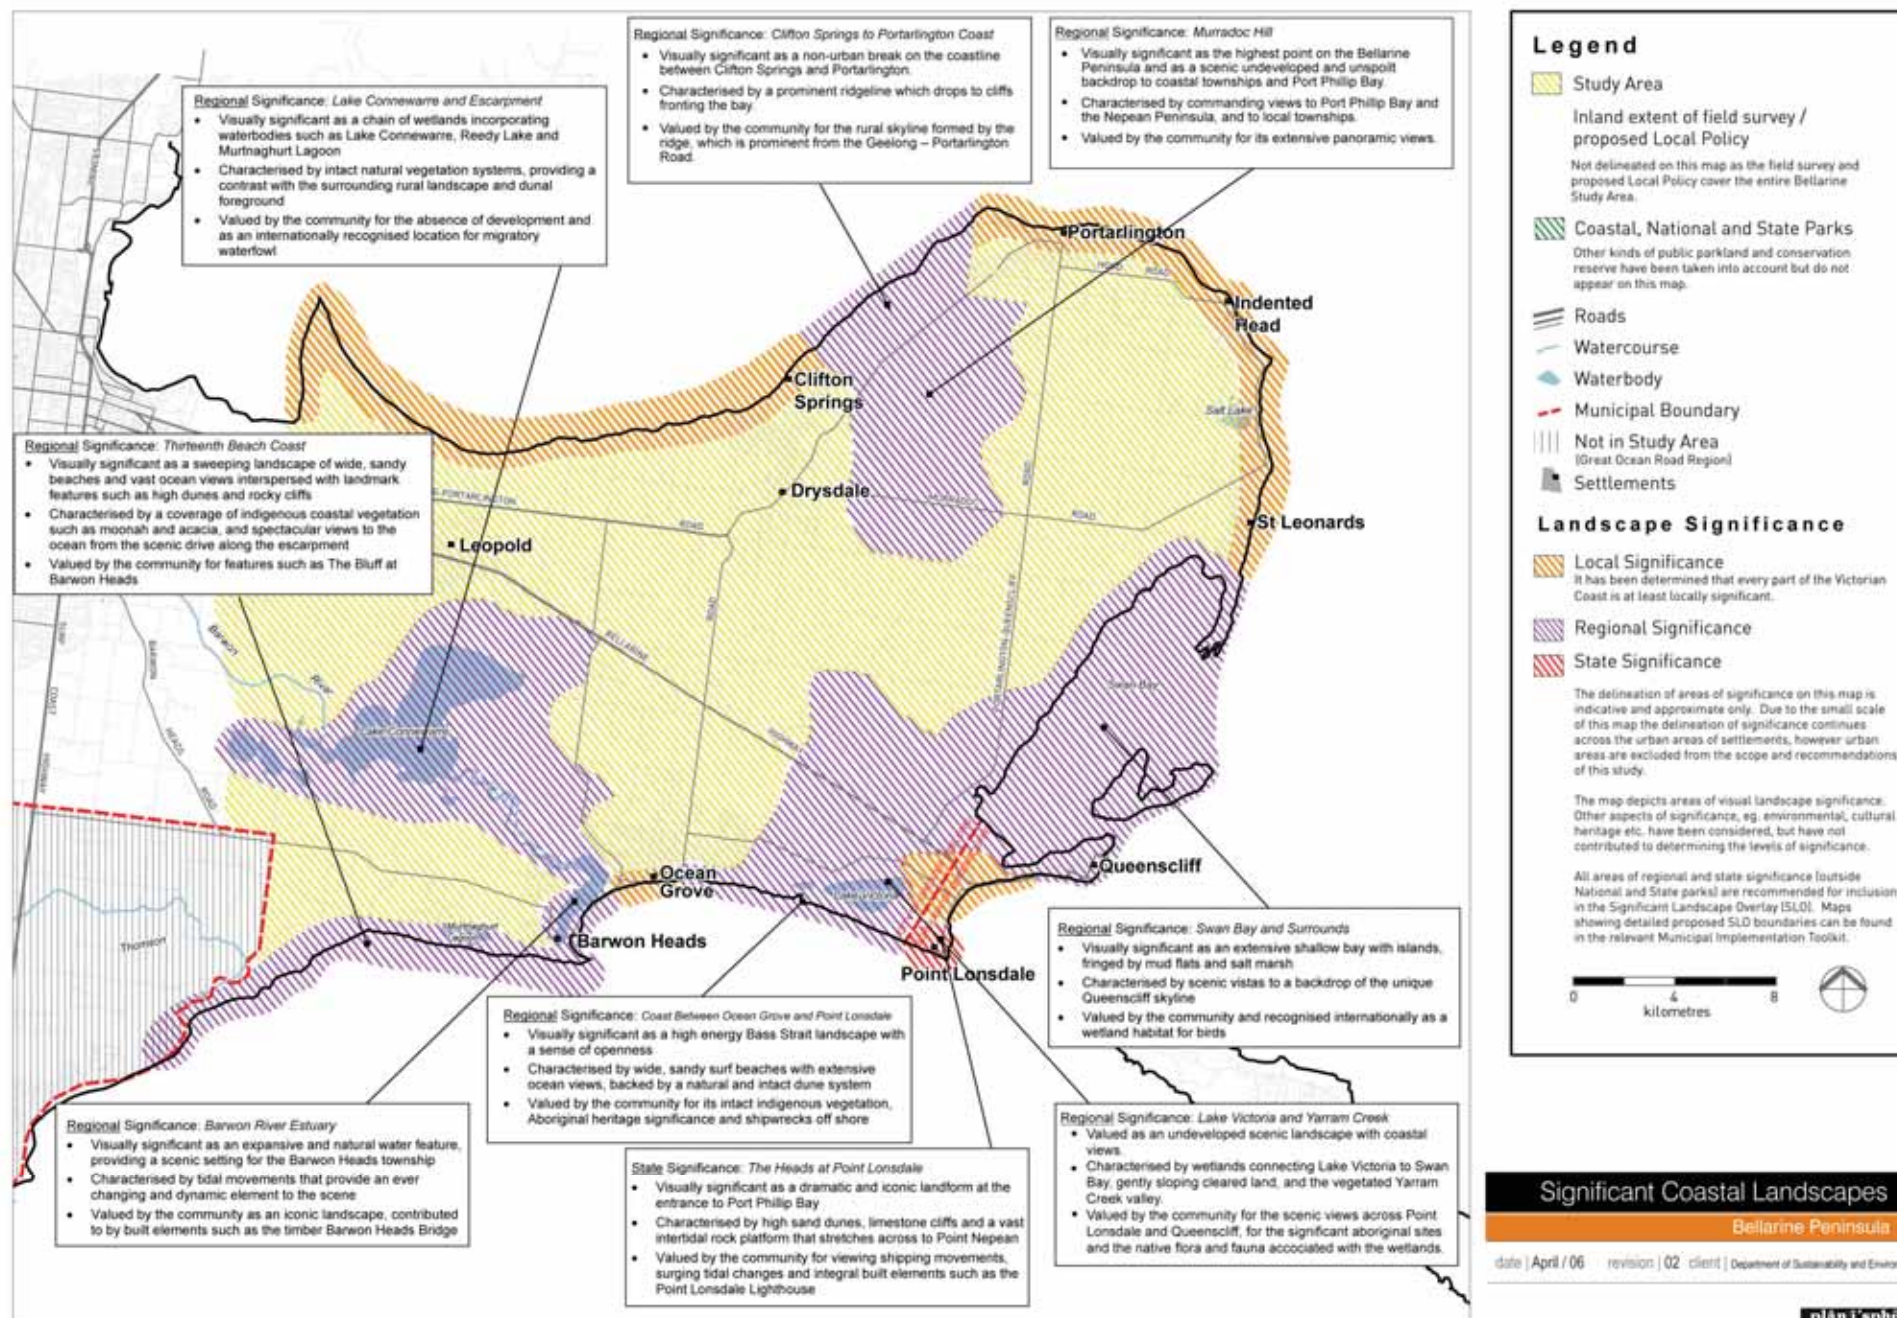 Regional Significance: Clifton Springs to Portarlington Coast
• Visually significant as a non-urban break on the coastline
between Clifton Springs and Portarlington.
• Characterised by a prominent ridgeline which drops to cliffs
fronting the bay.
• Valued by the community for the rural skyline formed by the
ridge, which is prominent from the Geelong – Portarlington
Road.
Regional Significance: Murradoc Hill
• Visually significant as the highest point on the Bellarine
Peninsula and as a scenic undeveloped and unspoilt
backdrop to coastal townships and Port Phillip Bay.
• Characterised by commanding views to Port Phillip Bay and
the Nepean Peninsula, and to local townships.
• Valued by the community for its extensive panoramic views.
Regional Significance: Lake Connewarre and Escarpment
• Visually significant as a chain of wetlands incorporating
waterbodies such as Lake Connewarre, Reedy Lake and
Murtnaghurt Lagoon
• Characterised by intact natural vegetation systems, providing a
contrast with the surrounding rural landscape and dunal
foreground
• Valued by the community for the absence of development and
as an internationally recognised location for migratory
waterfowl
Regional Significance: Thirteenth Beach Coast
• Visually significant as a sweeping landscape of wide, sandy
beaches and vast ocean views interspersed with landmark
features such as high dunes and rocky cliffs
• Characterised by a coverage of indigenous coastal vegetation
such as moonah and acacia, and spectacular views to the
ocean from the scenic drive along the escarpment
• Valued by the community for features such as The Bluff at
Barwon Heads
Portarlington
Indented
Head
Clifton
Springs
Salt Lake
Drysdale
St Leonards
Leopold
PORTARLINGTON
ROAD
MURRADOC
ROAD
ROAD
ROAD
ROAD
BELLARINE
HIGHWAY
PORTARLINGTON-QUEENSCLIFF
Barwon
River
BARWON
HEADS
ROAD
SURF
COAST
HIGHWAY
Lake Connewarre
Swan Bay
Ocean
Grove
Queenscliff
Lake Victoria
Barwon Heads
Point Lonsdale
Thomson
Regional Significance: Swan Bay and Surrounds
• Visually significant as an extensive shallow bay with islands,
fringed by mud flats and salt marsh
• Characterised by scenic vistas to a backdrop of the unique
Queenscliff skyline
• Valued by the community and recognised internationally as a
wetland habitat for birds
Regional Significance: Coast Between Ocean Grove and Point Lonsdale
• Visually significant as a high energy Bass Strait landscape with
a sense of openness
• Characterised by wide, sandy surf beaches with extensive
ocean views, backed by a natural and intact dune system
• Valued by the community for its intact indigenous vegetation,
Aboriginal heritage significance and shipwrecks off shore
Regional Significance: Barwon River Estuary
• Visually significant as an expansive and natural water feature,
providing a scenic setting for the Barwon Heads township
• Characterised by tidal movements that provide an ever
changing and dynamic element to the scene
• Valued by the community as an iconic landscape, contributed
to by built elements such as the timber Barwon Heads Bridge
State Significance: The Heads at Point Lonsdale
• Visually significant as a dramatic and iconic landform at the
entrance to Port Phillip Bay
• Characterised by high sand dunes, limestone cliffs and a vast
intertidal rock platform that stretches across to Point Nepean
• Valued by the community for viewing shipping movements,
surging tidal changes and integral built elements such as the
Point Lonsdale Lighthouse
Regional Significance: Lake Victoria and Yarram Creek
• Valued as an undeveloped scenic landscape with coastal
views.
• Characterised by wetlands connecting Lake Victoria to Swan
Bay, gently sloping cleared land, and the vegetated Yarram
Creek valley.
• Valued by the community for the scenic views across Point
Lonsdale and Queenscliff, for the significant aboriginal sites
and the native flora and fauna accociated with the wetlands.
Legend
Study Area
Inland extent of field survey /
proposed Local Policy
Not delineated on this map as the field survey and
proposed Local Policy cover the entire Bellarine
Study Area.
Coastal, National and State Parks
Other kinds of public parkland and conservation
reserve have been taken into account but do not
appear on this map.
Roads
Watercourse
Waterbody
Municipal Boundary
Not in Study Area
(Great Ocean Road Region)
Settlements
Landscape Significance
Local Significance
It has been determined that every part of the Victorian
Coast is at least locally significant.
Regional Significance
State Significance
The delineation of areas of significance on this map is
indicative and approximate only. Due to the small scale
of this map the delineation of significance continues
across the urban areas of settlements, however urban
areas are excluded from the scope and recommendations
of this study.
The map depicts areas of visual landscape significance.
Other aspects of significance, eg. environmental, cultural
heritage etc. have been considered, but have not
contributed to determining the levels of significance.
All areas of regional and state significance (outside
National and State parks) are recommended for inclusion
in the Significant Landscape Overlay (SLO). Maps
showing detailed proposed SLO boundaries can be found
in the relevant Municipal Implementation Toolkit.
0 4 8
kilometres
Significant Coastal Landscapes
Bellarine Peninsula
date | April / 06 revision | 02 client | Department of Sustainability and Environ